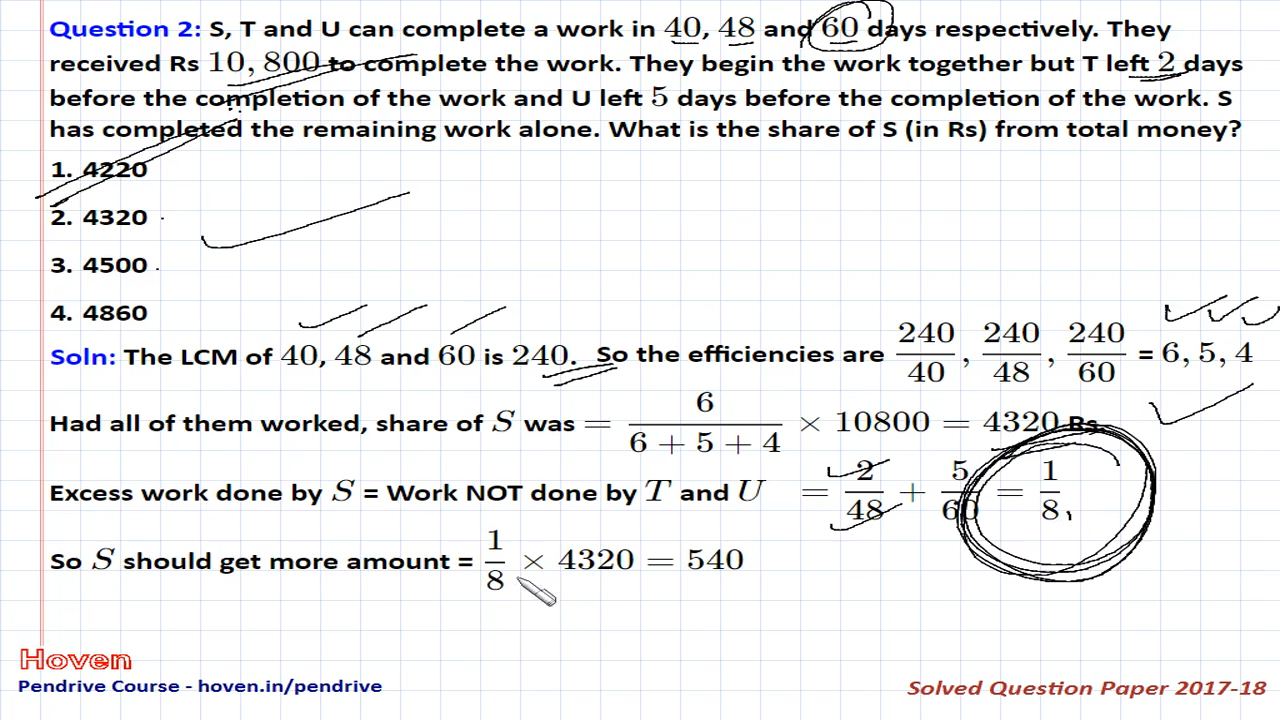 Question 2: S, T and U can complete a work in 40, 48 and 60 days respectively. They
received Rs 10, 800 to complete the work. They begin the work together but T left 2 days
before the completion of the work and U left 5 days before the completion of the work. S
has completed the remaining work alone. What is the share of S (in Rs) from total money?
1. 4220
2. 4320
3. 4500
4. 4860
Soln: The LCM of 40, 48 and 60 is 240. So the efficiencies are 240/40, 240/48, 240/60 = 6, 5, 4
Had all of them worked, share of S was = 6/(6 + 5 + 4) × 10800 = 4320 Rs
Excess work done by S = Work NOT done by T and U = 2/48 + 5/60 = 1/8,
So S should get more amount = 1/8 × 4320 = 540
Hoven
Pendrive Course - hoven.in/pendrive
Solved Question Paper 2017-18